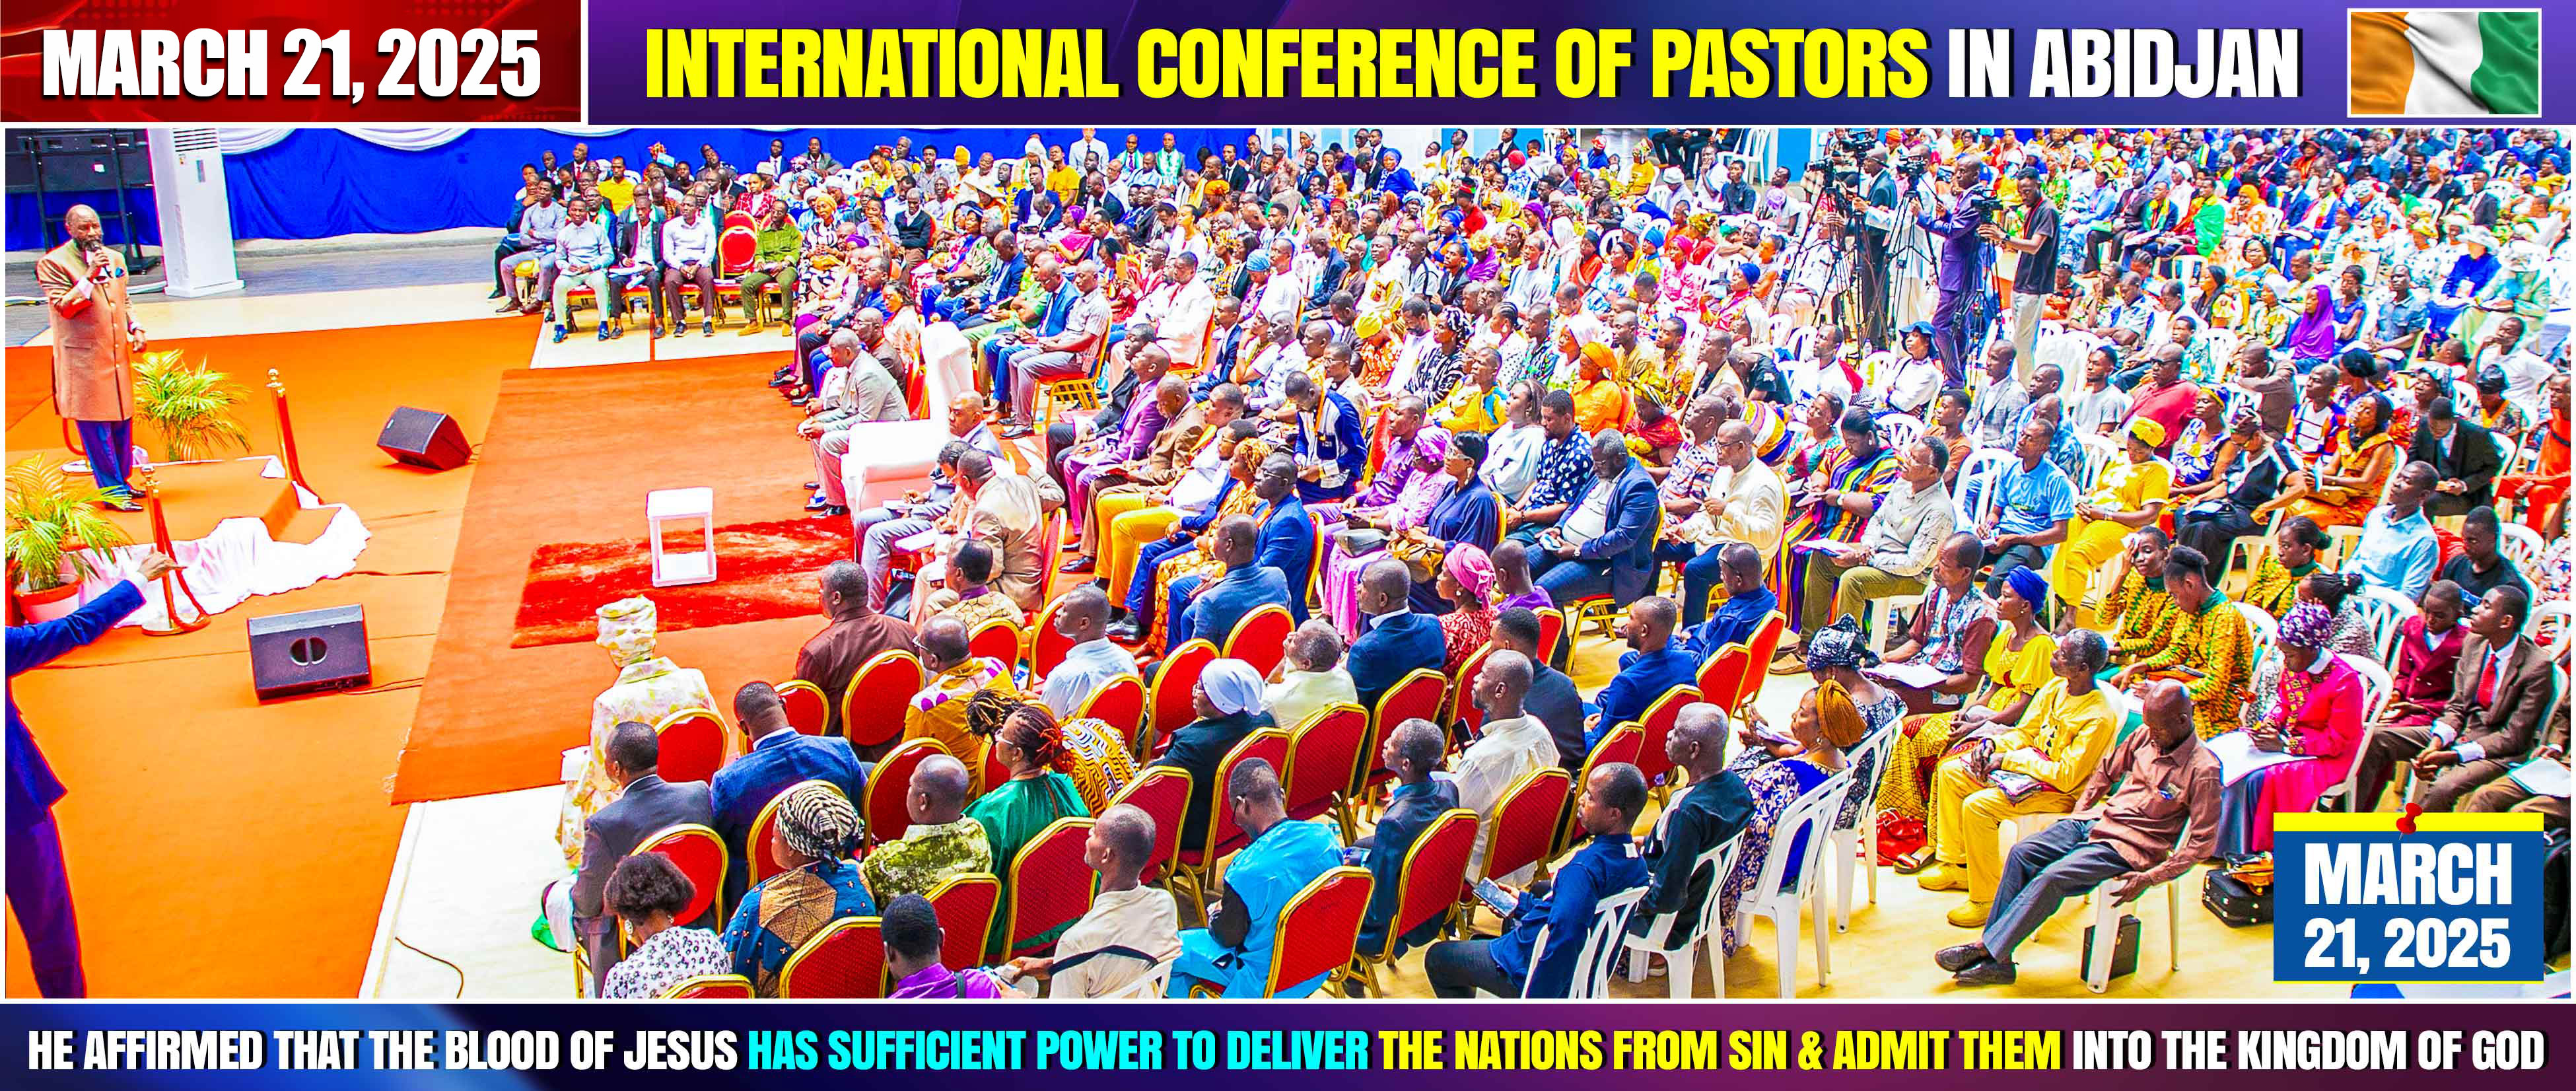 MARCH 21, 2025
INTERNATIONAL CONFERENCE OF PASTORS IN ABIDJAN
MARCH
21, 2025
HE AFFIRMED THAT THE BLOOD OF JESUS HAS SUFFICIENT POWER TO DELIVER THE NATIONS FROM SIN & ADMIT THEM INTO THE KINGDOM OF GOD